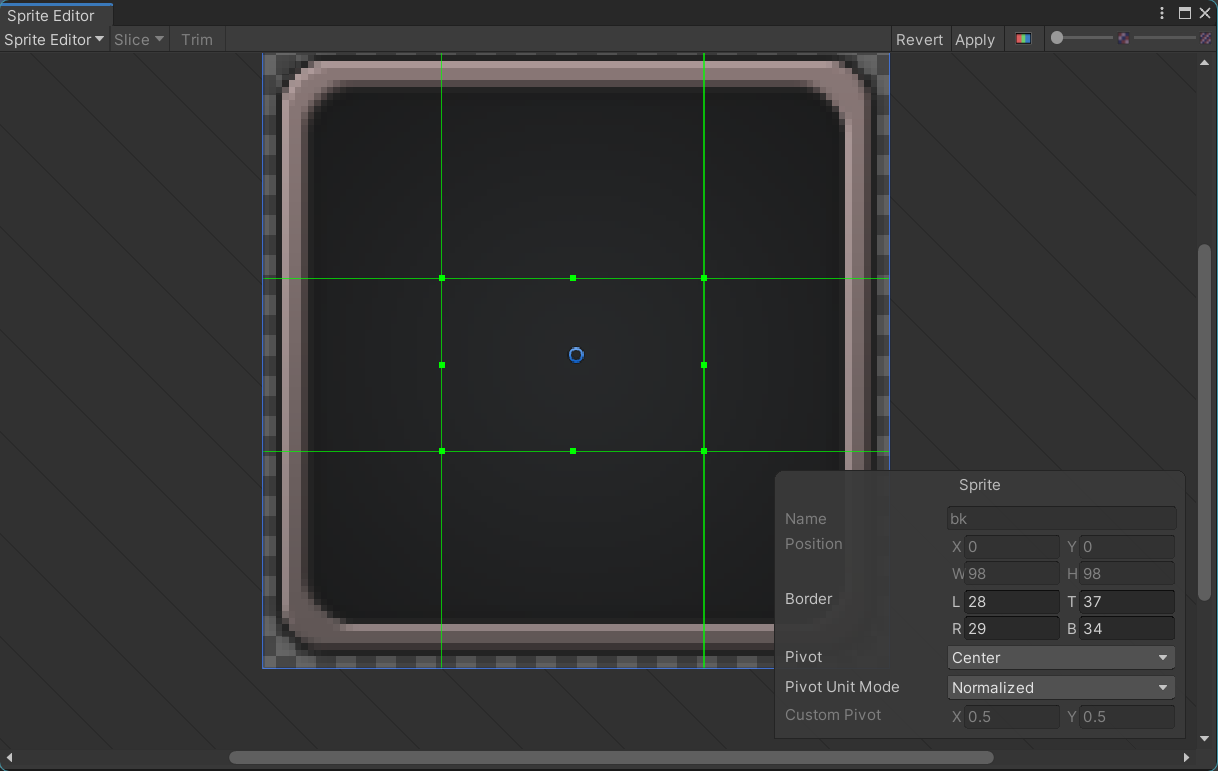 Sprite Editor
Sprite Editor Slice Trim Revert Apply
Sprite
Name bk
Position X 0 Y 0
W 98 H 98
Border L 28 T 37
R 29 B 34
Pivot Center
Pivot Unit Mode Normalized
Custom Pivot X 0.5 Y 0.5